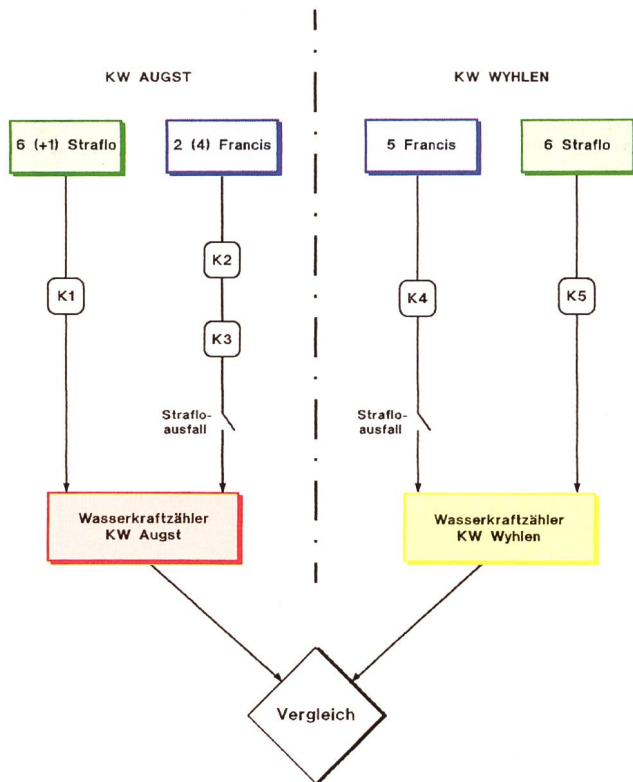 KW AUGST
KW WYHLEN
6 (+1) Straflo
2 (4) Francis
5 Francis
6 Straflo
K2
K1
K4
K5
K3
Straflo-
ausfall
Straflo-
ausfall
Wasserkraftzähler
KW Augst
Wasserkraftzähler
KW Wyhlen
Vergleich